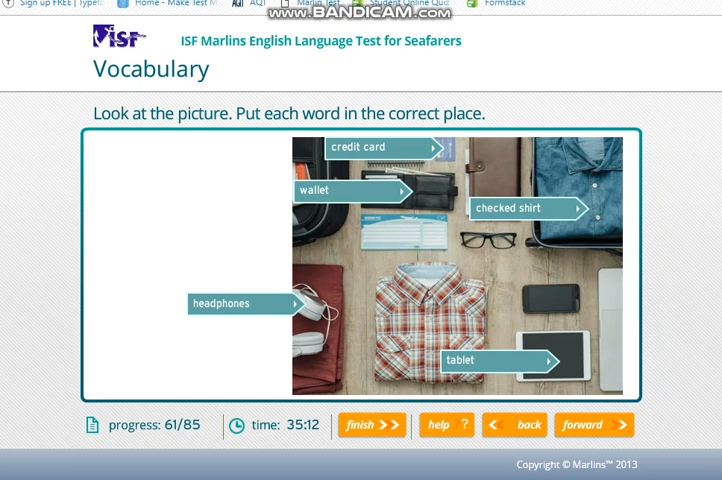 Sign up FREE | Typef
Home - Make Test M
AQI
AQI
Marlin Test
Student Online Quiz
Formstack
www.BANDICAM.com
ISF
ISF Marlins English Language Test for Seafarers
Vocabulary
Look at the picture. Put each word in the correct place.
credit card
wallet
checked shirt
headphones
tablet
progress: 61/85
time: 35:12
finish
help ?
back
forward
Copyright © Marlins™ 2013